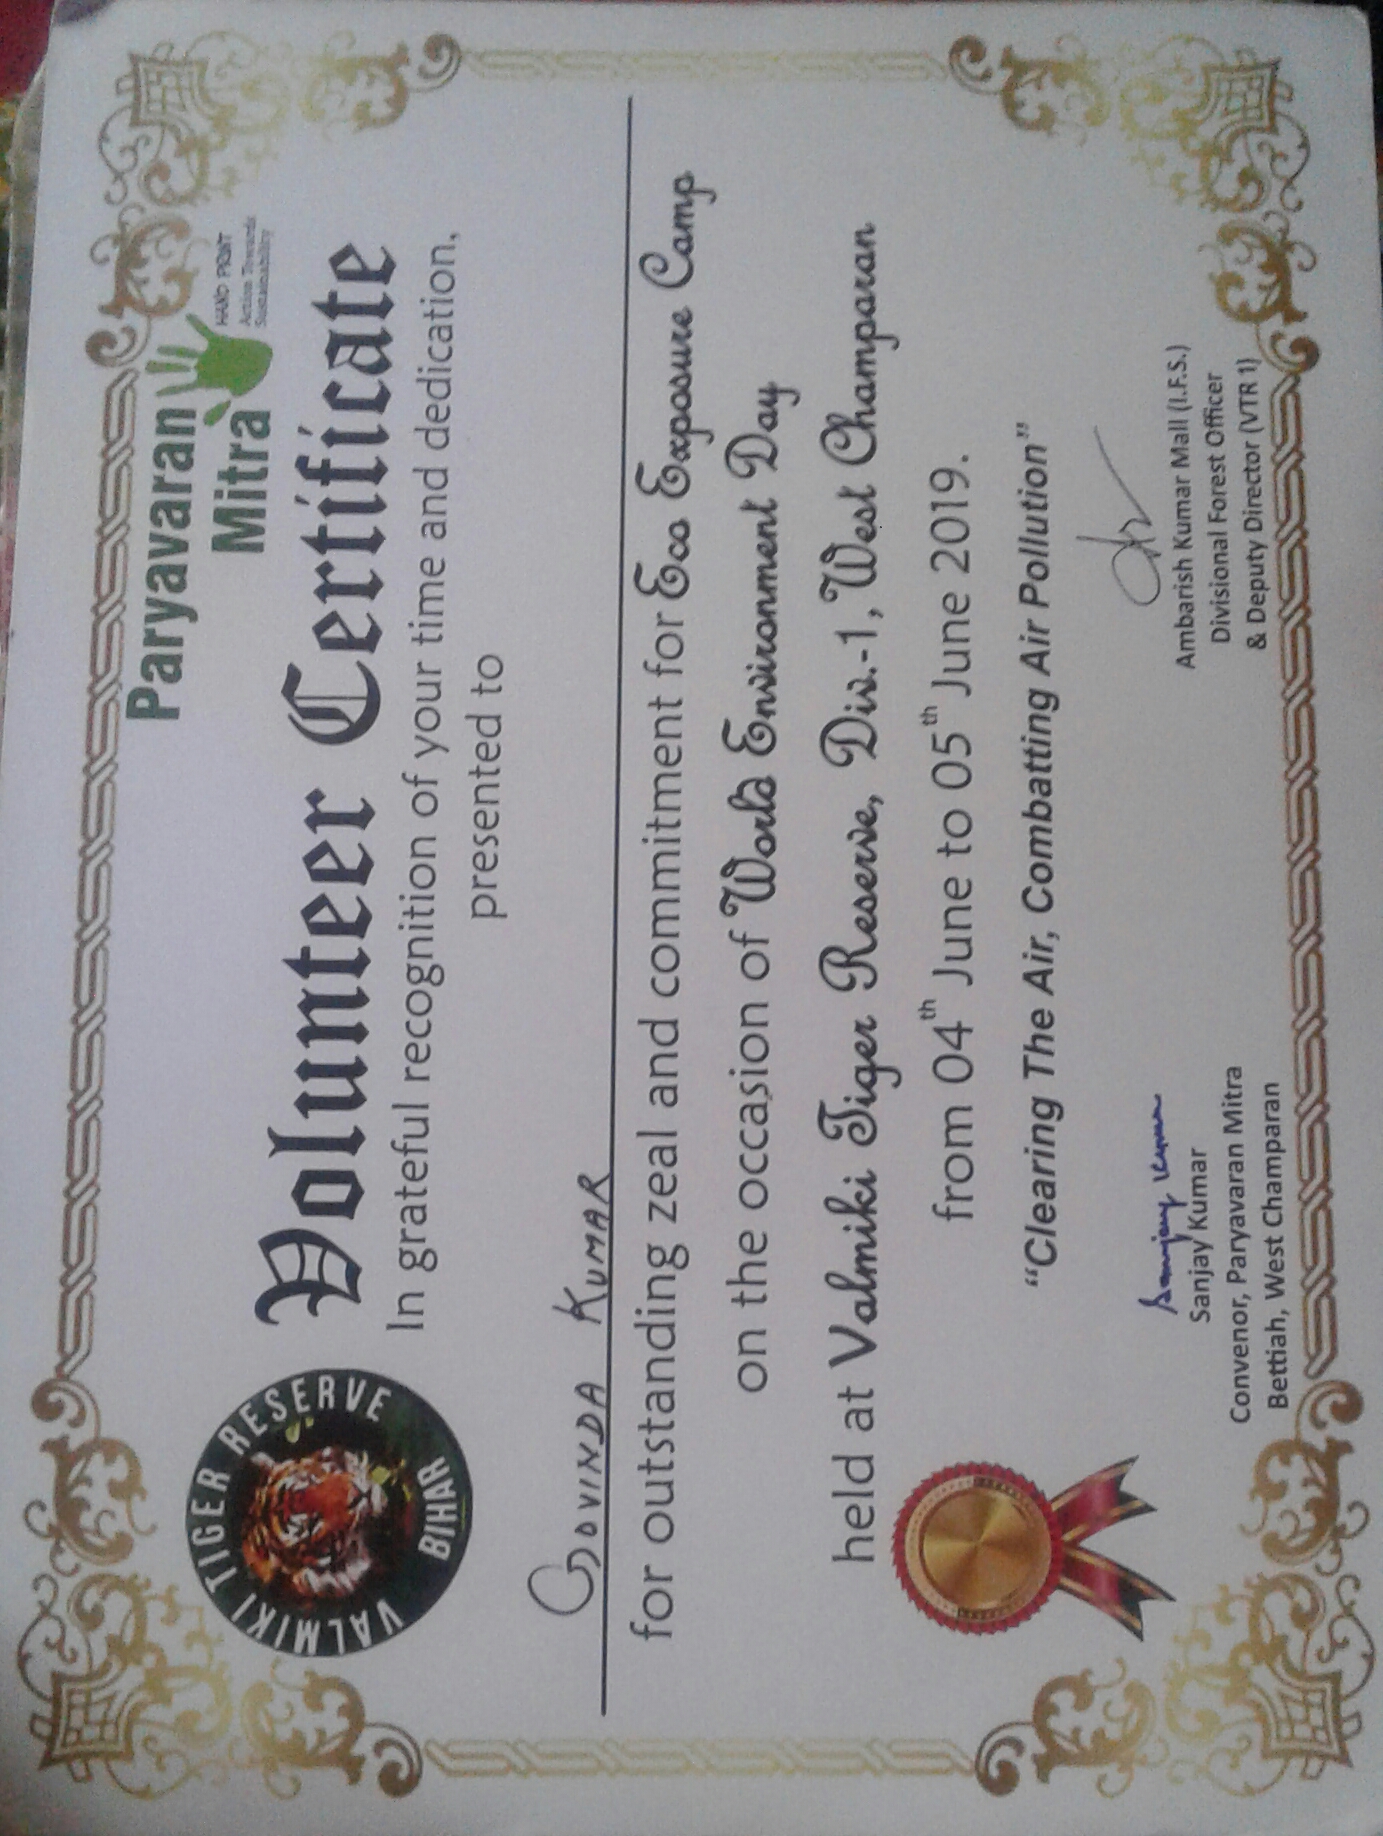 Paryavaran
Mitra
HAND PRINT
Action Towards
Sustainability
VALMIKI TIGER RESERVE
BIHAR
Volunteer Certificate
In grateful recognition of your time and dedication,
presented to
GOVINDA KUMAR
for outstanding zeal and commitment for Eco Exposure Camp
on the occasion of World Environment Day
held at Valmiki Tiger Reserve, Div.-1, West Champaran
from 04th June to 05th June 2019.
“Clearing The Air, Combatting Air Pollution”
Sanjay Kumar
Sanjay Kumar
Convenor, Paryavaran Mitra
Bettiah, West Champaran
Ambarish Kumar Mall (I.F.S.)
Divisional Forest Officer
& Deputy Director (VTR 1)